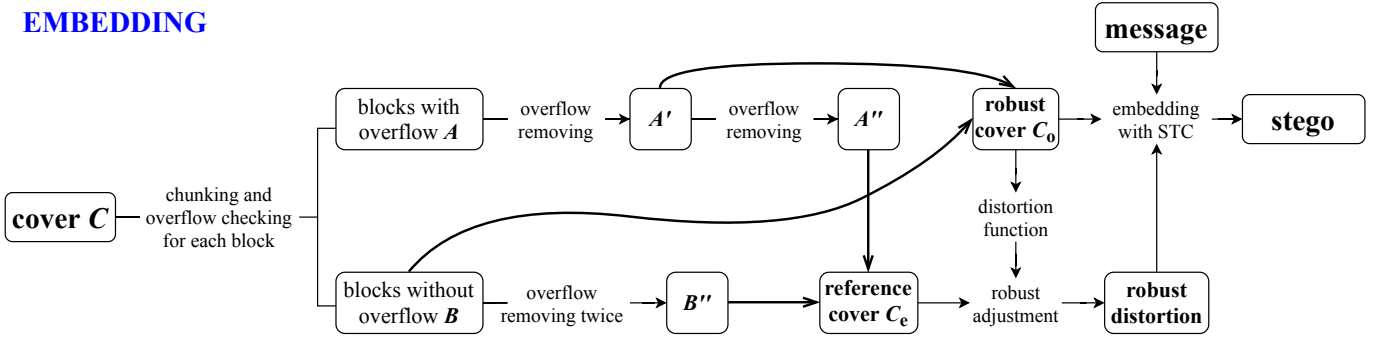 EMBEDDING
message
blocks with
overflow A
overflow
removing
A′
overflow
removing
A″
robust
cover Cₒ
embedding
with STC
stego
cover C
chunking and
overflow checking
for each block
distortion
function
blocks without
overflow B
overflow
removing twice
B″
reference
cover Cₑ
robust
adjustment
robust
distortion